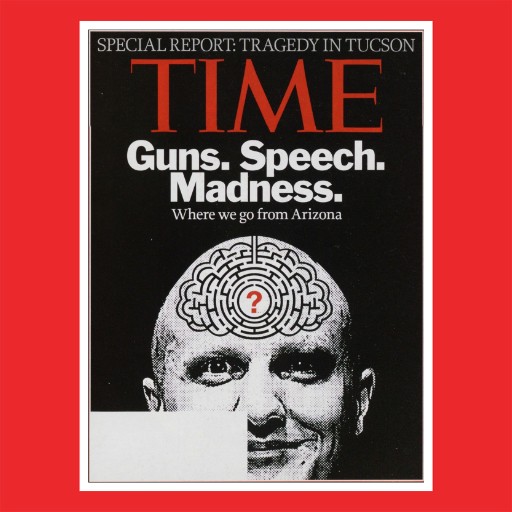 SPECIAL REPORT: TRAGEDY IN TUCSON
TIME
Guns. Speech.
Madness.
Where we go from Arizona
?